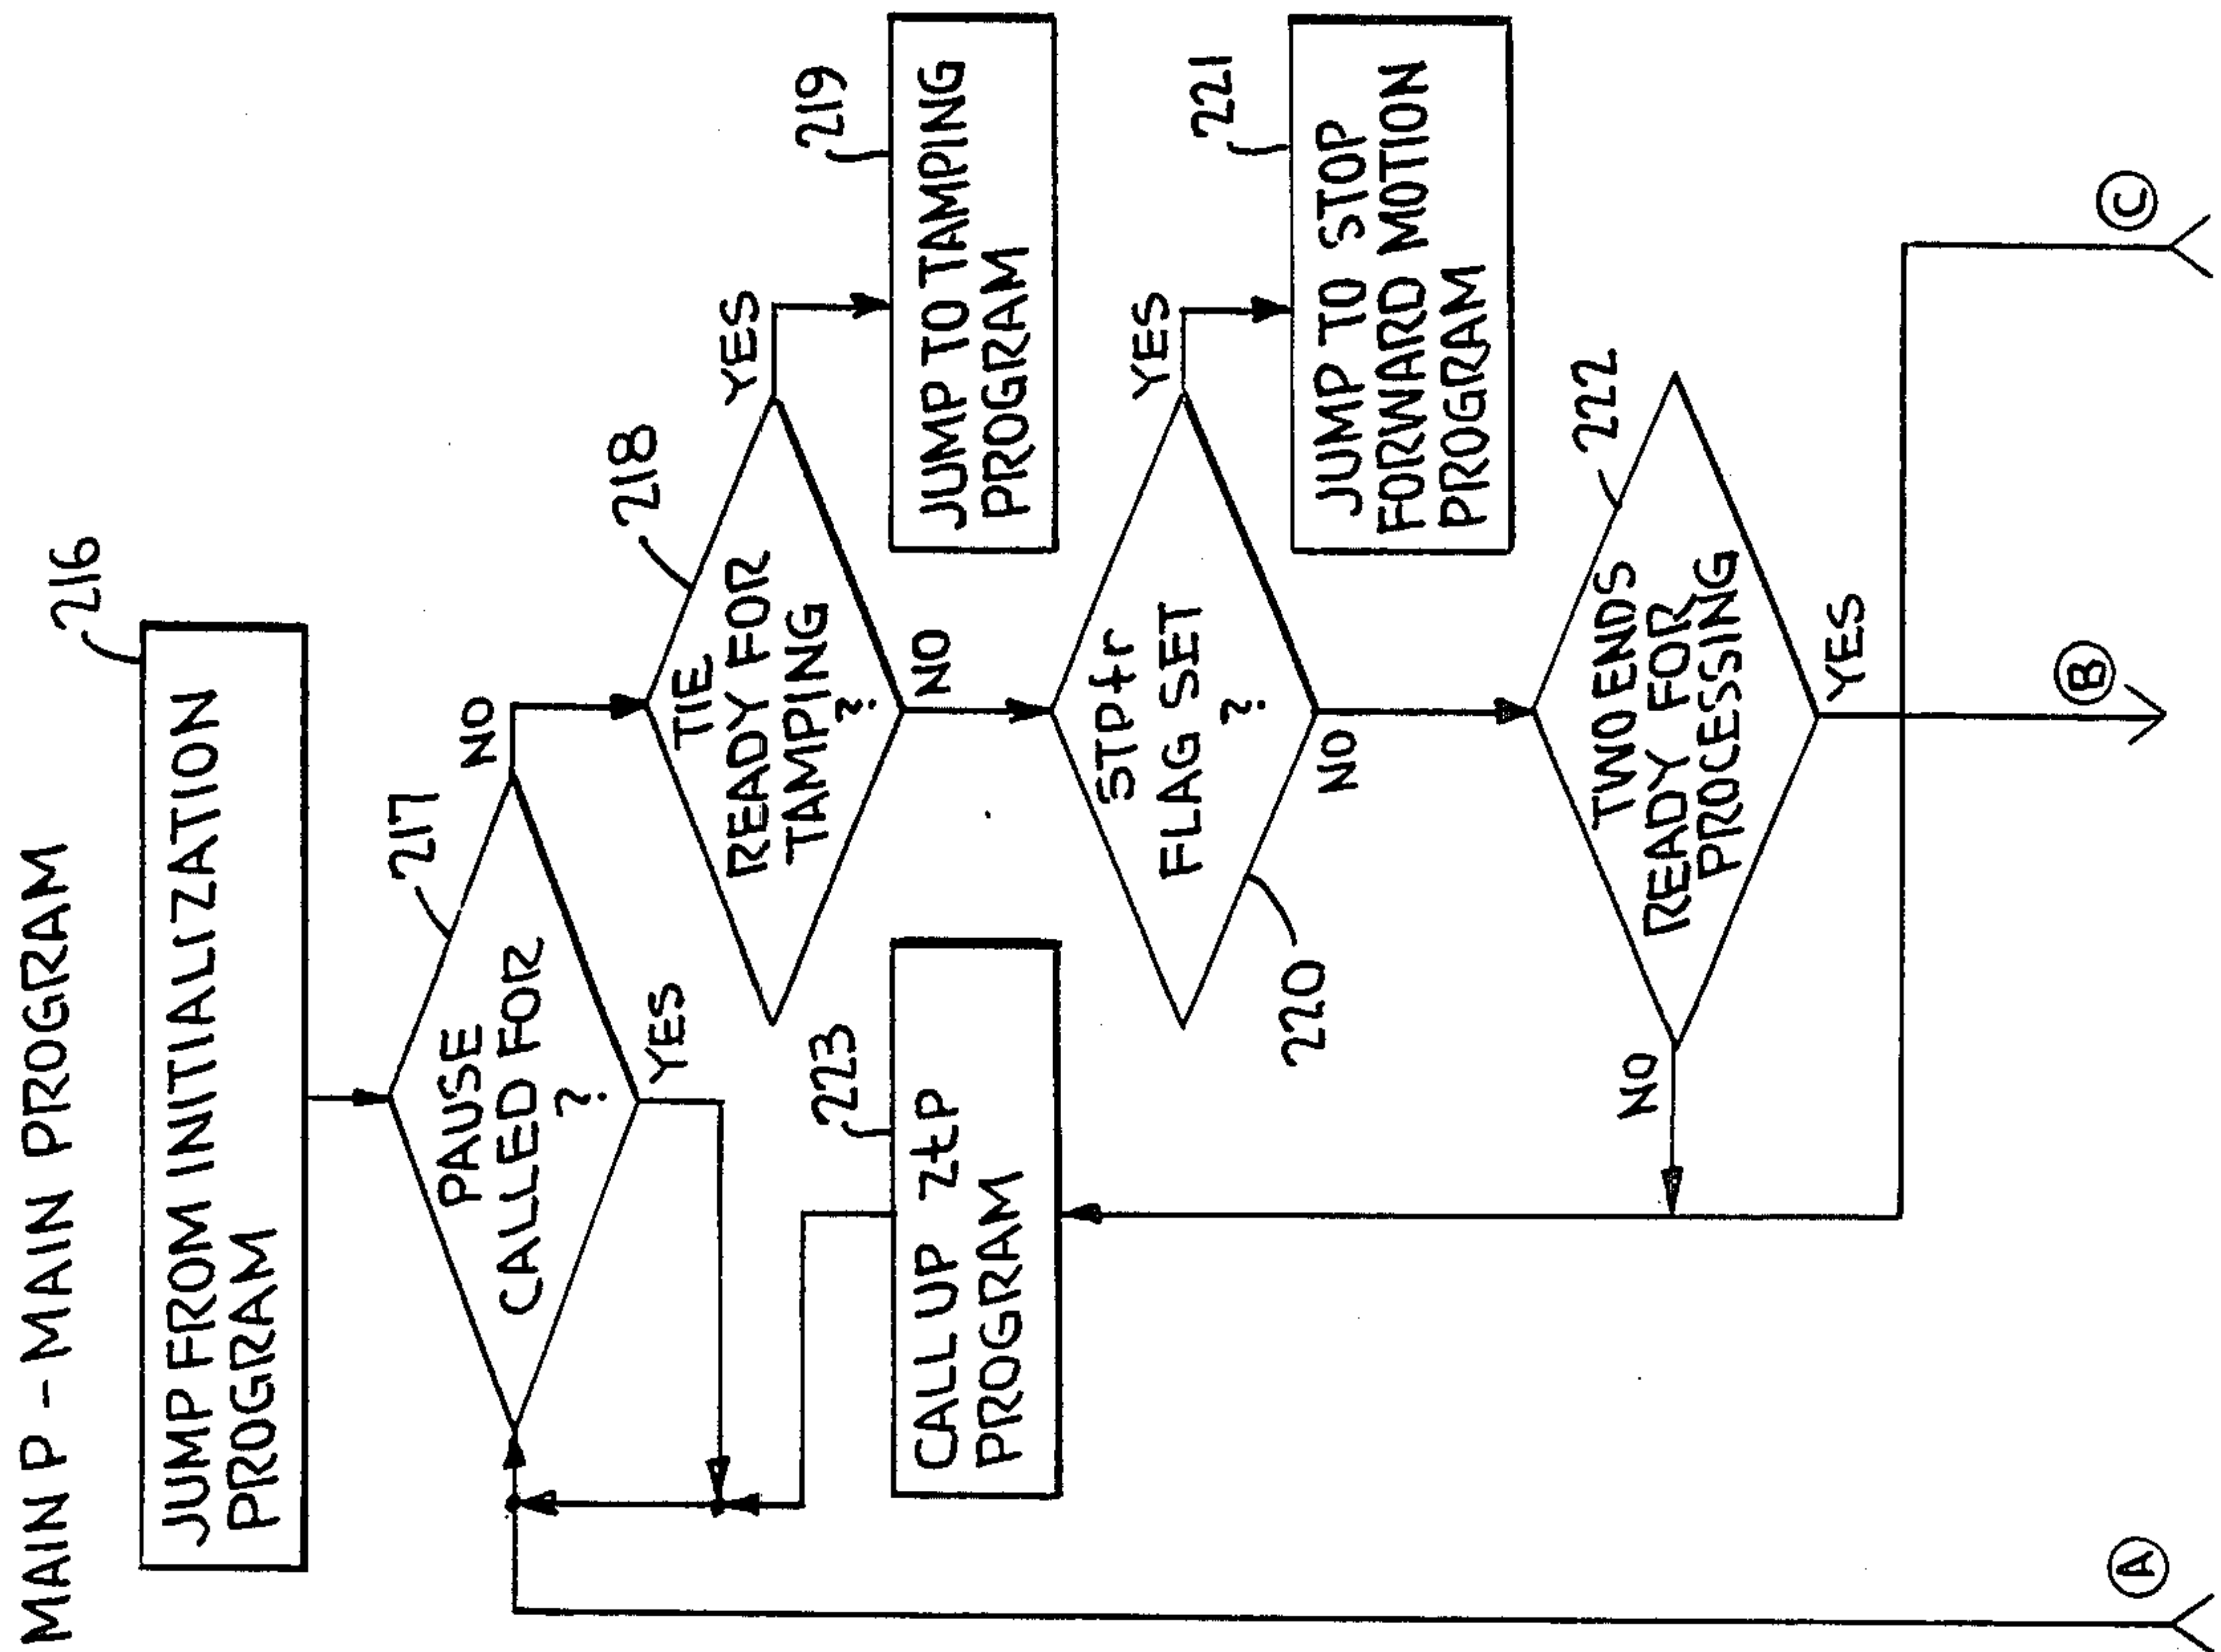 MAIN P - MAIN PROGRAM
216
JUMP FROM INITIALIZATION
PROGRAM
217
PAUSE
CALLED FOR
?
NO
YES
218
TIE
READY FOR
TAMPING
?
YES
NO
219
JUMP TO TAMPING
PROGRAM
223
CALL UP ZtP
PROGRAM
STPtr
FLAG SET
?
220
YES
NO
221
JUMP TO STOP
FORWARD MOTION
PROGRAM
222
TWO ENDS
READY FOR
PROCESSING
NO
YES
A
B
C